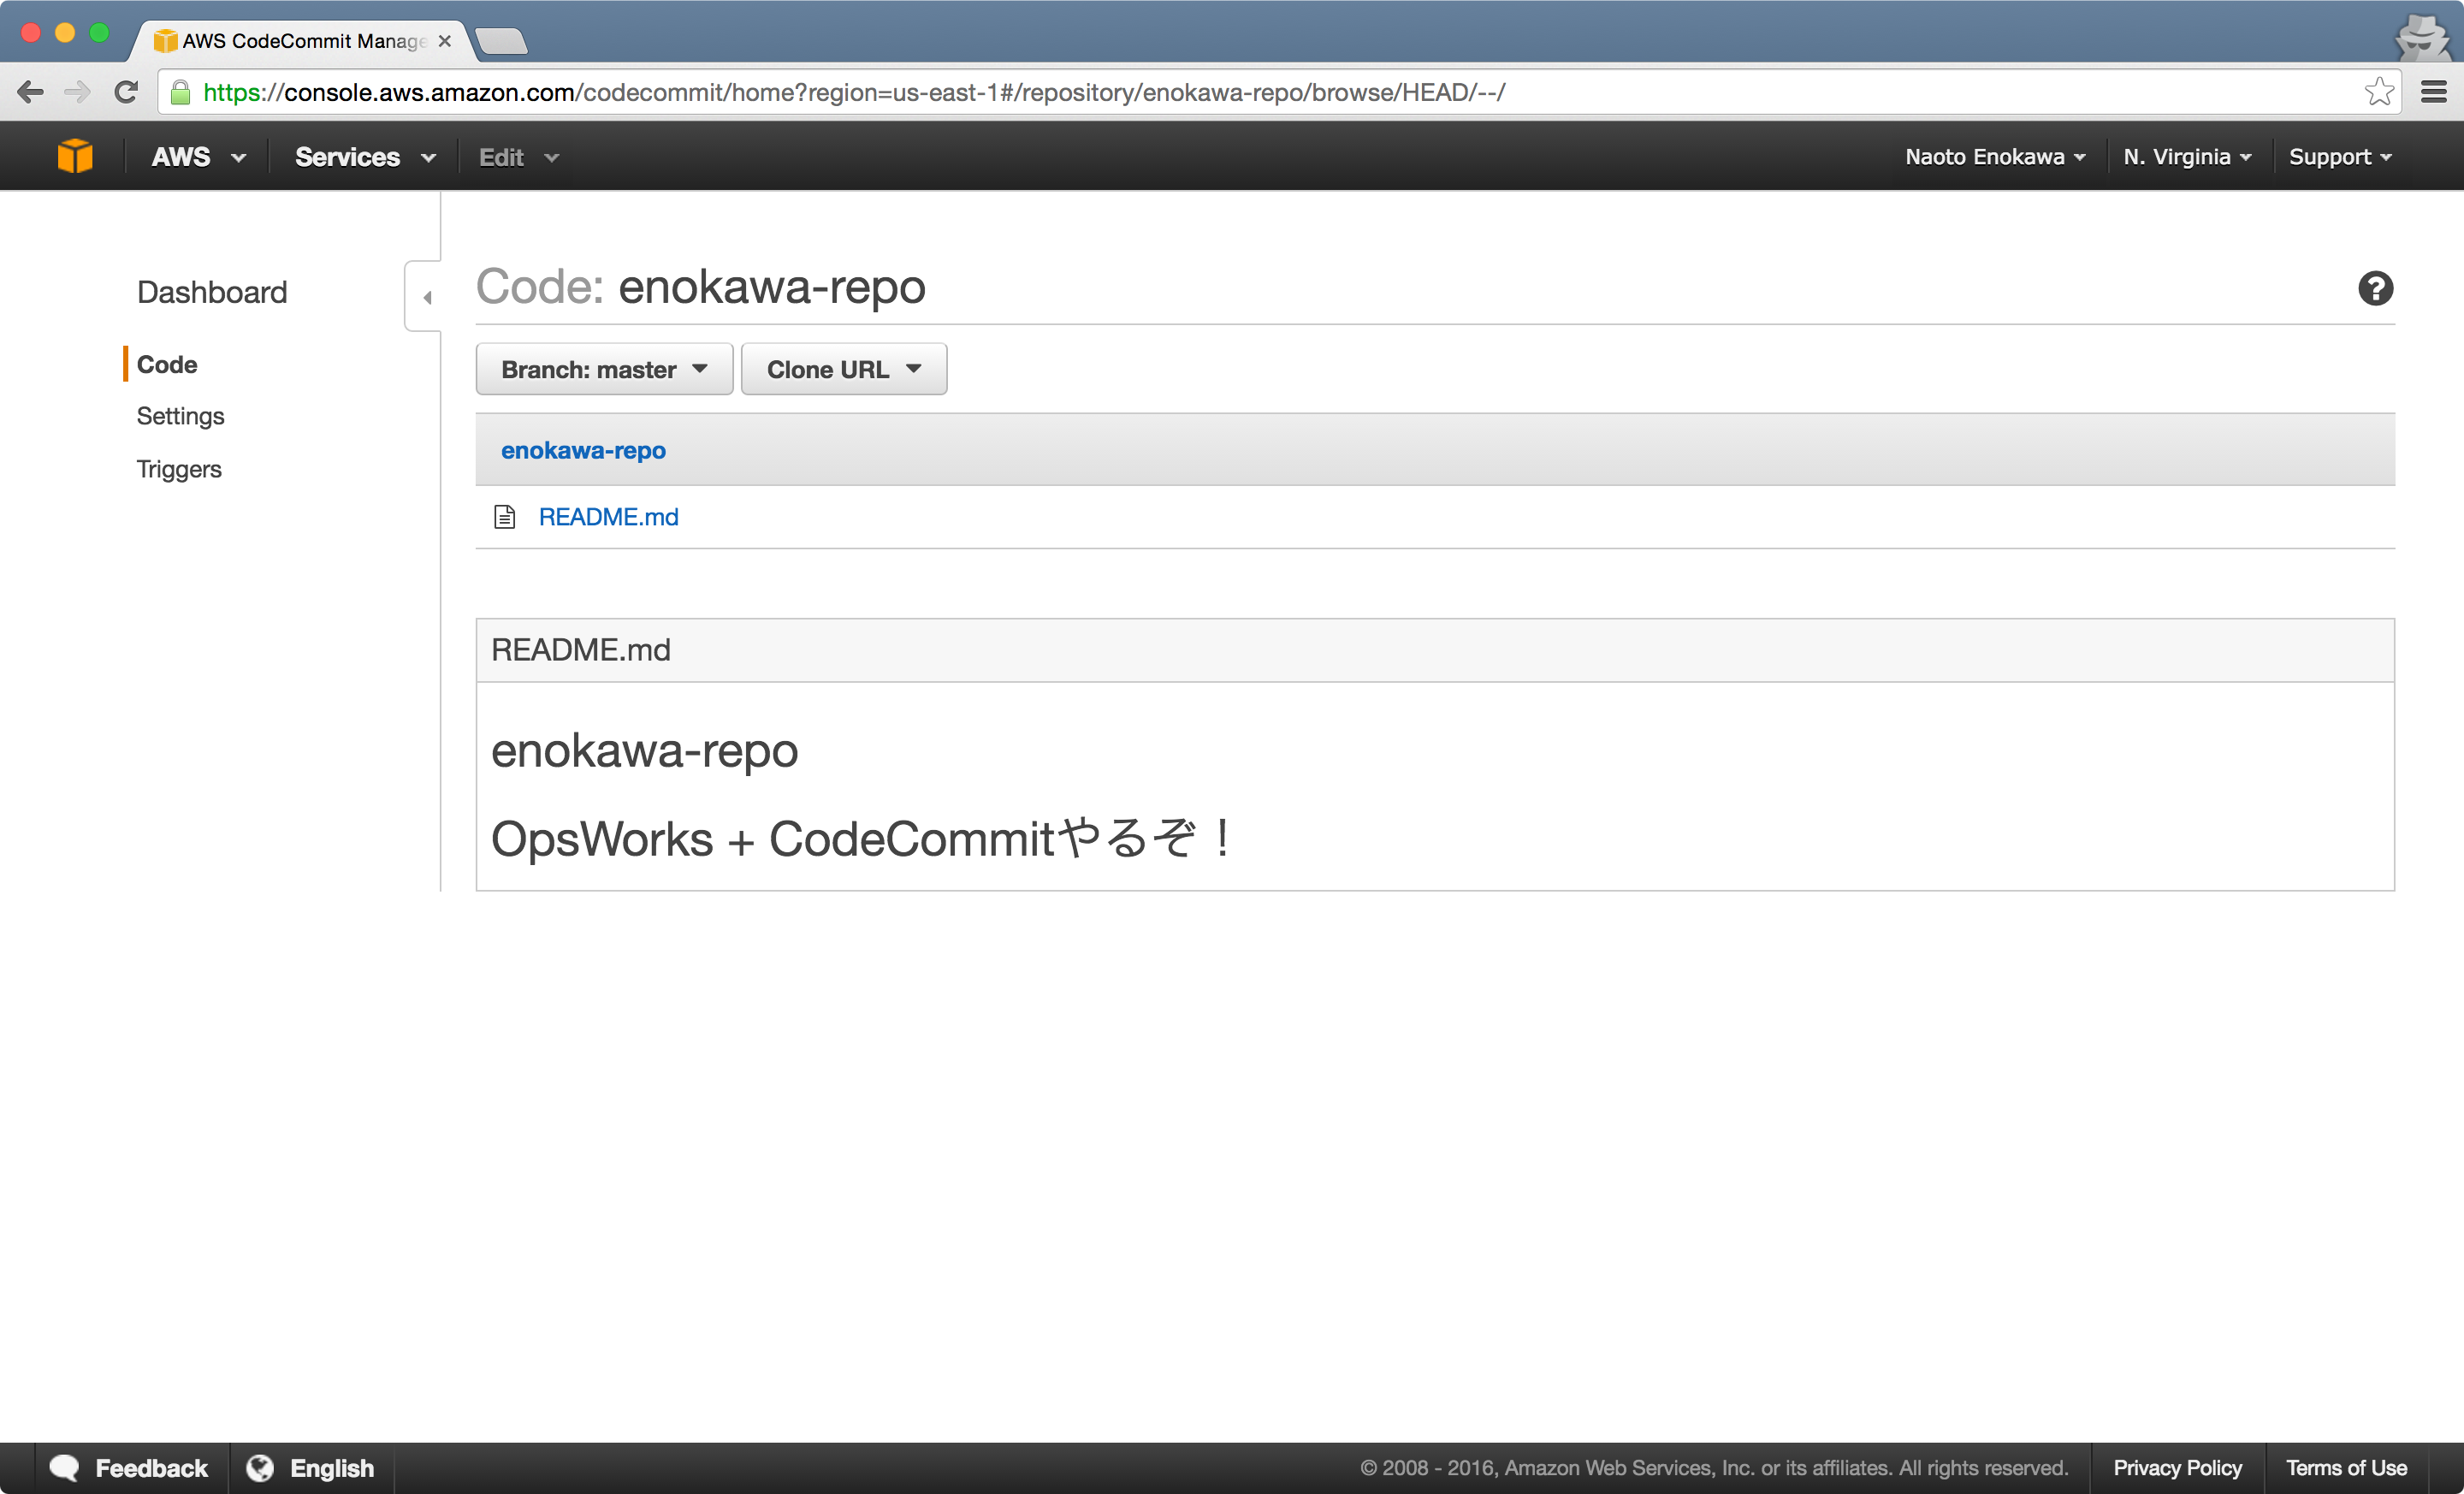 AWS CodeCommit Manage
https://console.aws.amazon.com/codecommit/home?region=us-east-1#/repository/enokawa-repo/browse/HEAD/--/
AWS Services Edit Naoto Enokawa N. Virginia Support
Dashboard
Code
Settings
Triggers
Code: enokawa-repo
Branch: master Clone URL
enokawa-repo
README.md
README.md
enokawa-repo
OpsWorks + CodeCommitやるぞ！
Feedback English © 2008 - 2016, Amazon Web Services, Inc. or its affiliates. All rights reserved. Privacy Policy Terms of Use